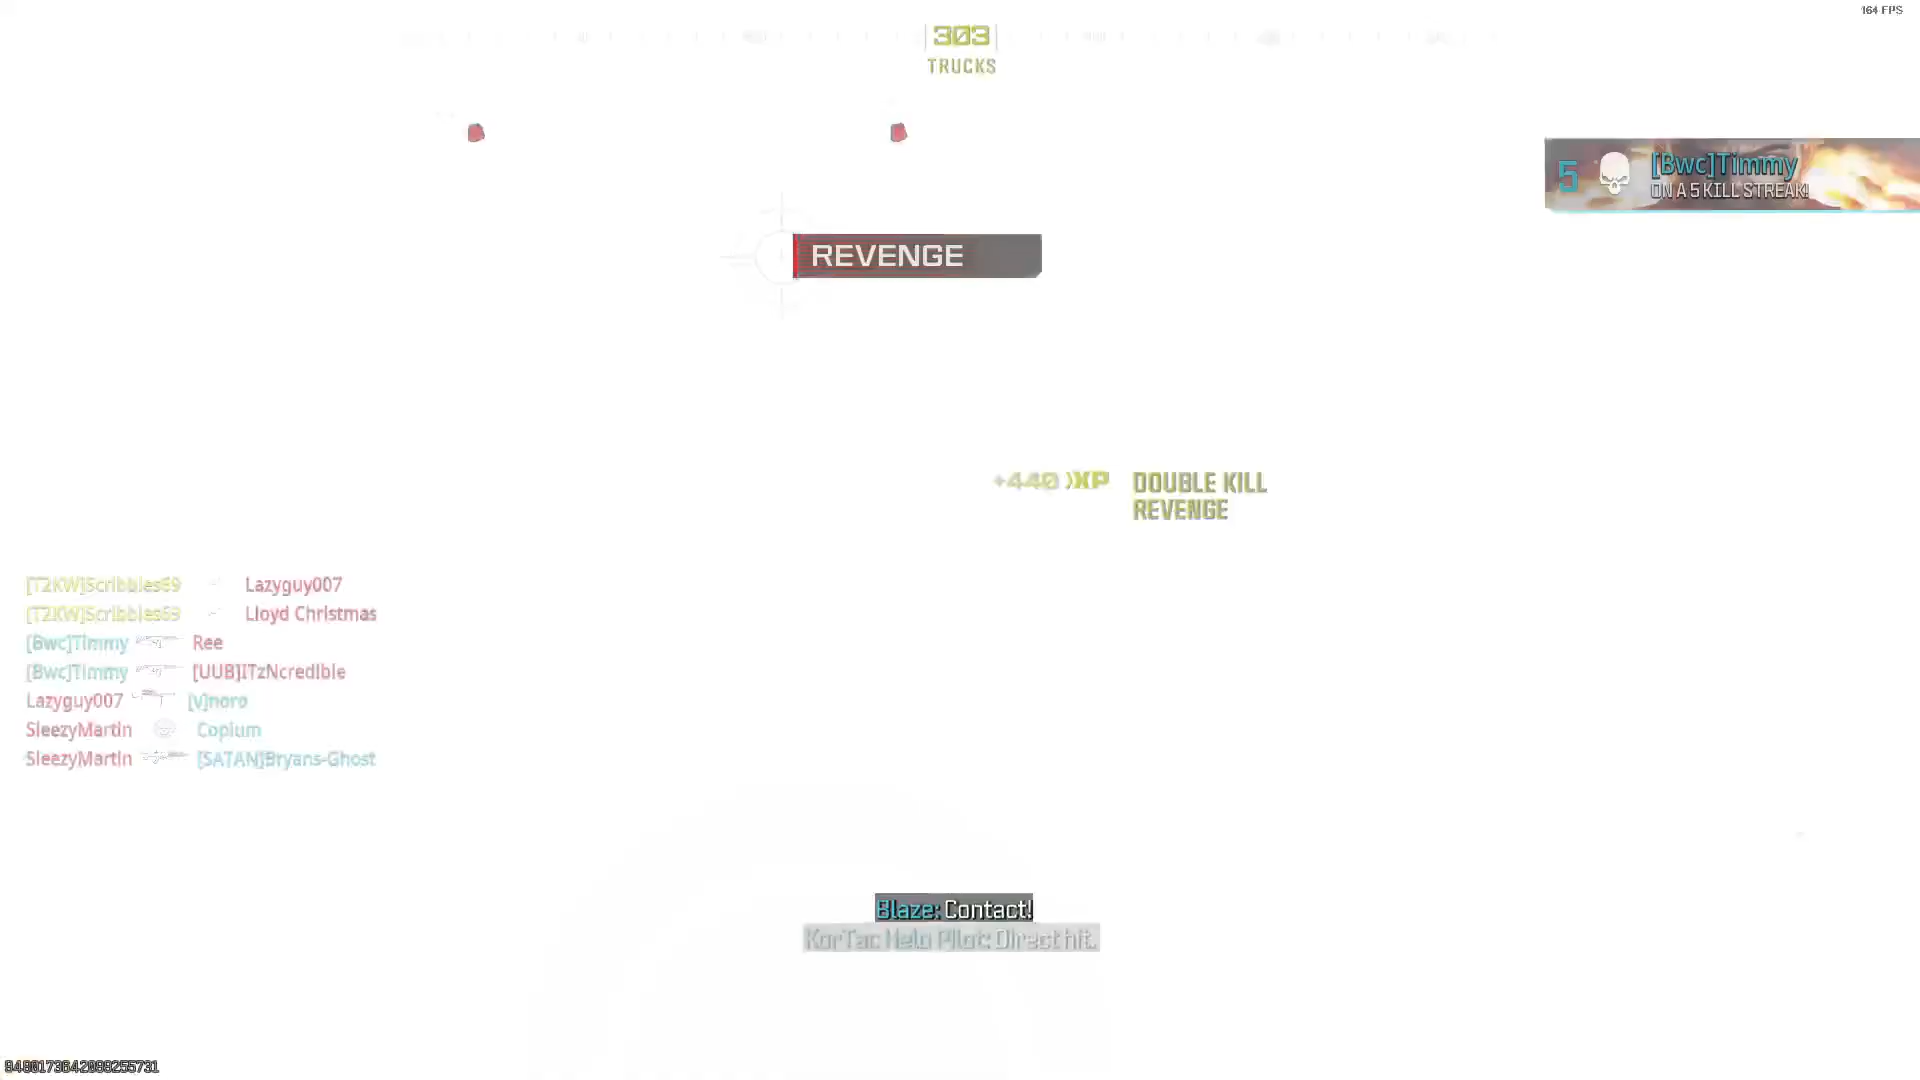 164 FPS
303
TRUCKS
5 [Bwc]Timmy
ON A 5 KILL STREAK!
REVENGE
+440 XP DOUBLE KILL
REVENGE
[T2KW]Scribbles69 Lazyguy007
[T2KW]Scribbles69 Lloyd Christmas
[Bwc]Timmy Ree
[Bwc]Timmy [UUB]ITzNcredible
Lazyguy007 [V]noro
SleezyMartin Copium
SleezyMartin [SATAN]Bryans-Ghost
Blaze: Contact!
KorTac Helo Pilot: Direct hit.